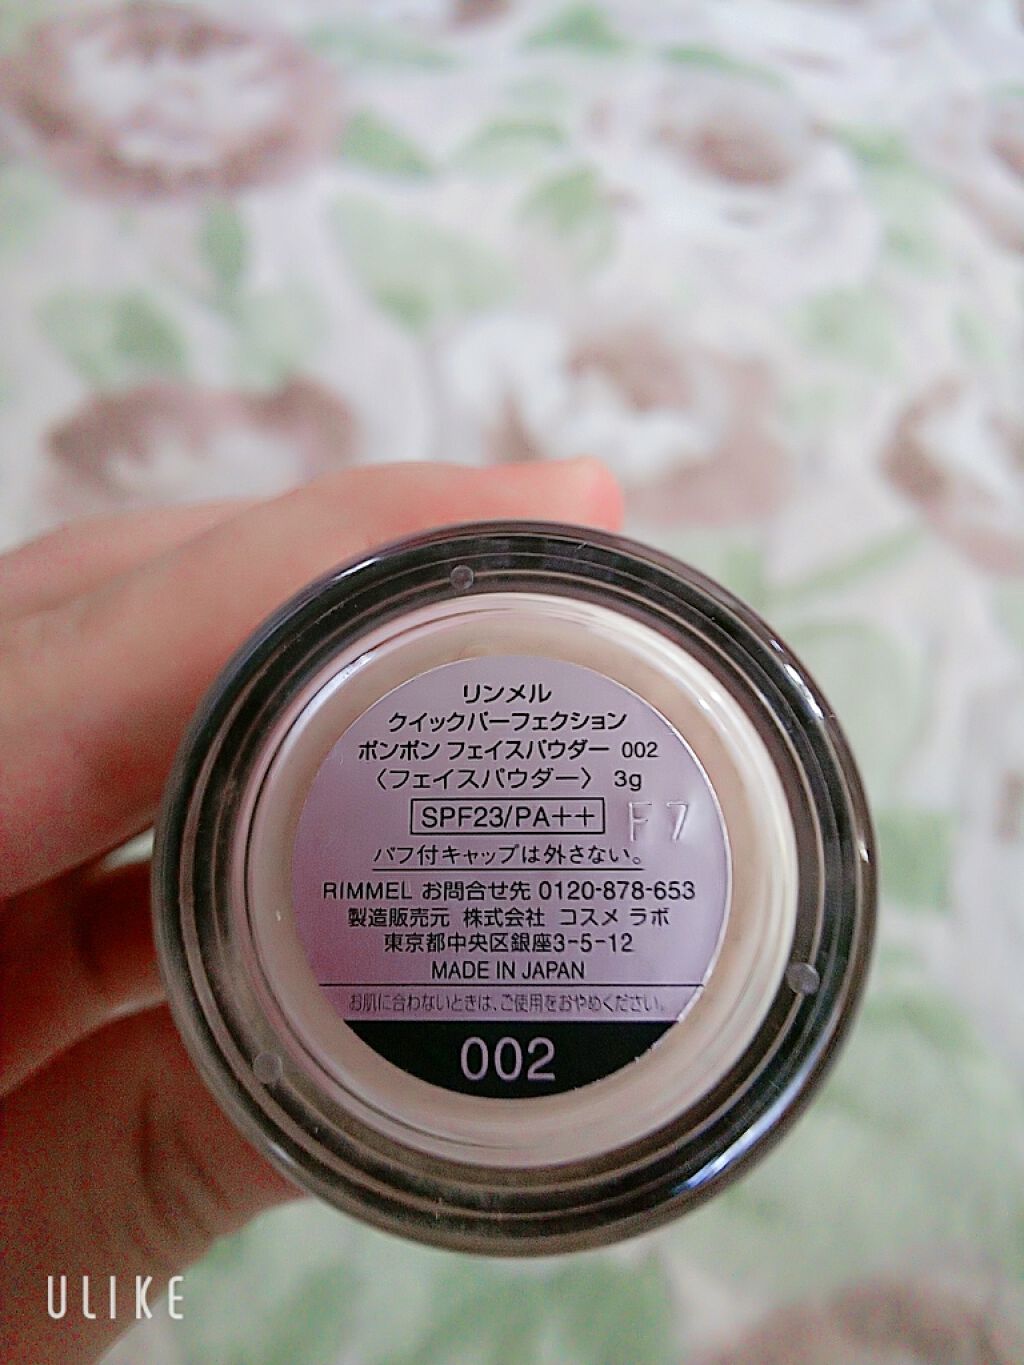 リンメル
クイックパーフェクション
ポンポン フェイスパウダー 002
〈フェイスパウダー〉 3g
SPF23/PA++ F7
パフ付キャップは外さない。
RIMMEL お問合せ先 0120-878-653
製造販売元 株式会社 コスメ ラボ
東京都中央区銀座3-5-12
MADE IN JAPAN
お肌に合わないときは、ご使用をおやめください。
002
ULIKE